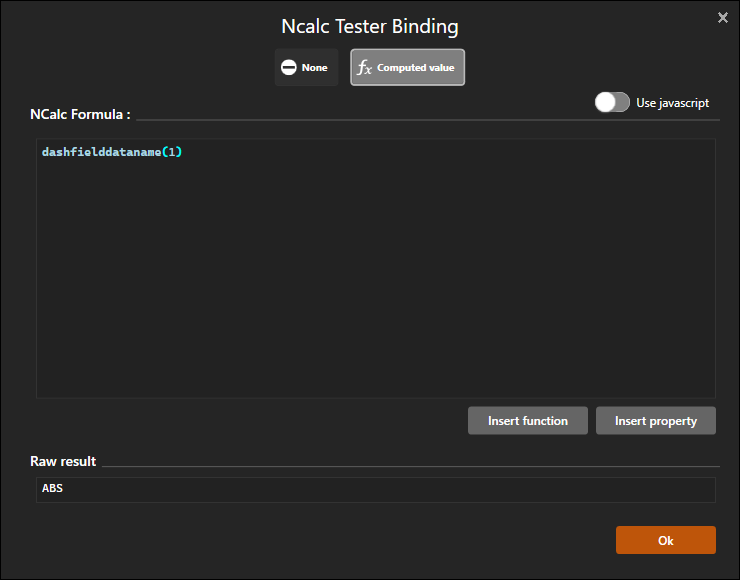 Ncalc Tester Binding
None
fx Computed value
Use javascript
NCalc Formula :
dashfielddataname(1)
Insert function
Insert property
Raw result
ABS
Ok